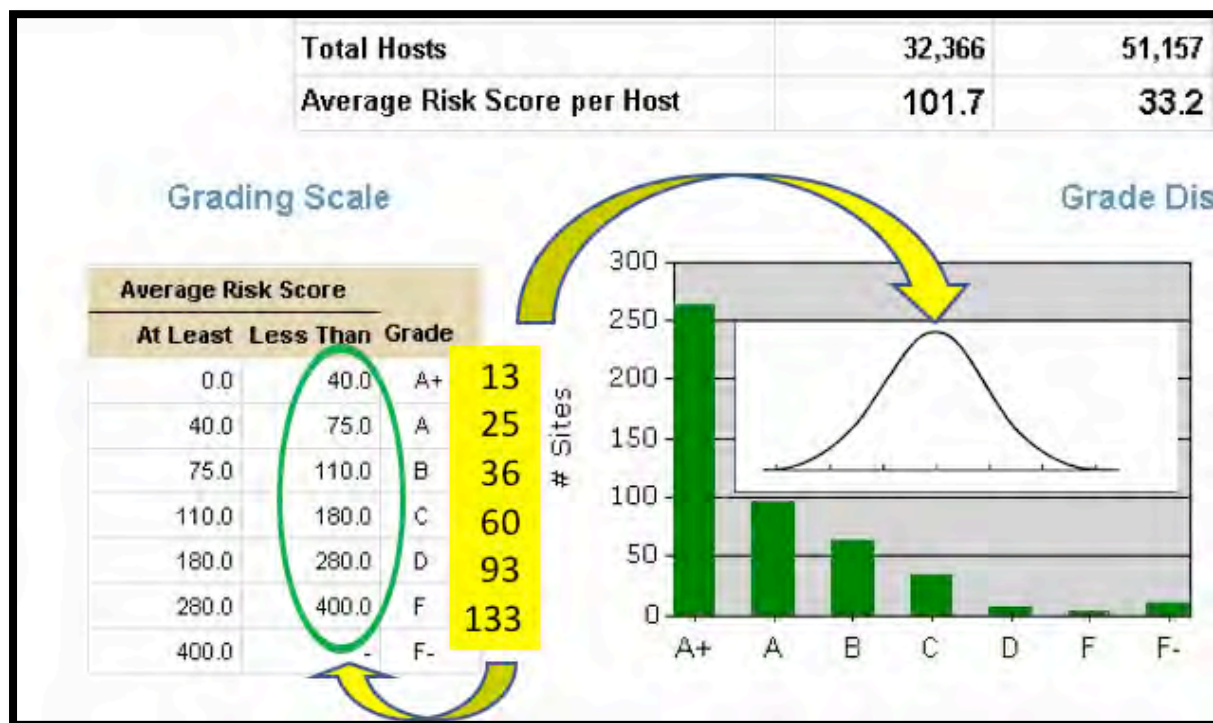 Total Hosts 32,366 51,157
Average Risk Score per Host 101.7 33.2
Grading Scale
Grade Dis
Average Risk Score
At Least Less Than Grade
0.0 40.0 A+ 13
40.0 75.0 A 25
75.0 110.0 B 36
110.0 180.0 C 60
180.0 280.0 D 93
280.0 400.0 F 133
400.0 - F-
# Sites
300
250
200
150
100
50
0
A+ A B C D F F-